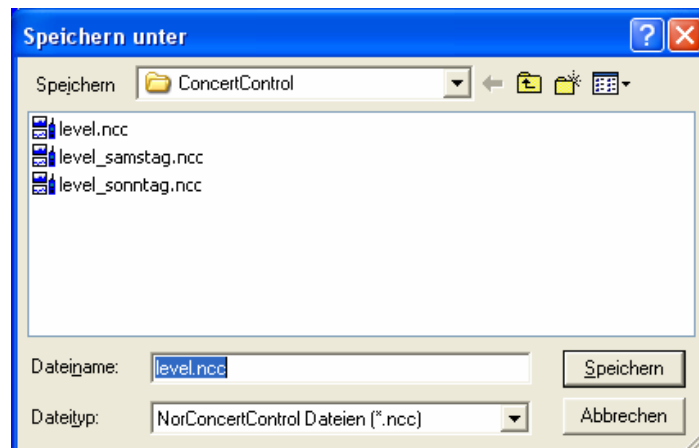 Speichern unter
Speichern ConcertControl
level.ncc
level_samstag.ncc
level_sonntag.ncc
Dateiname: level.ncc Speichern
Dateityp: NorConcertControl Dateien (*.ncc) Abbrechen